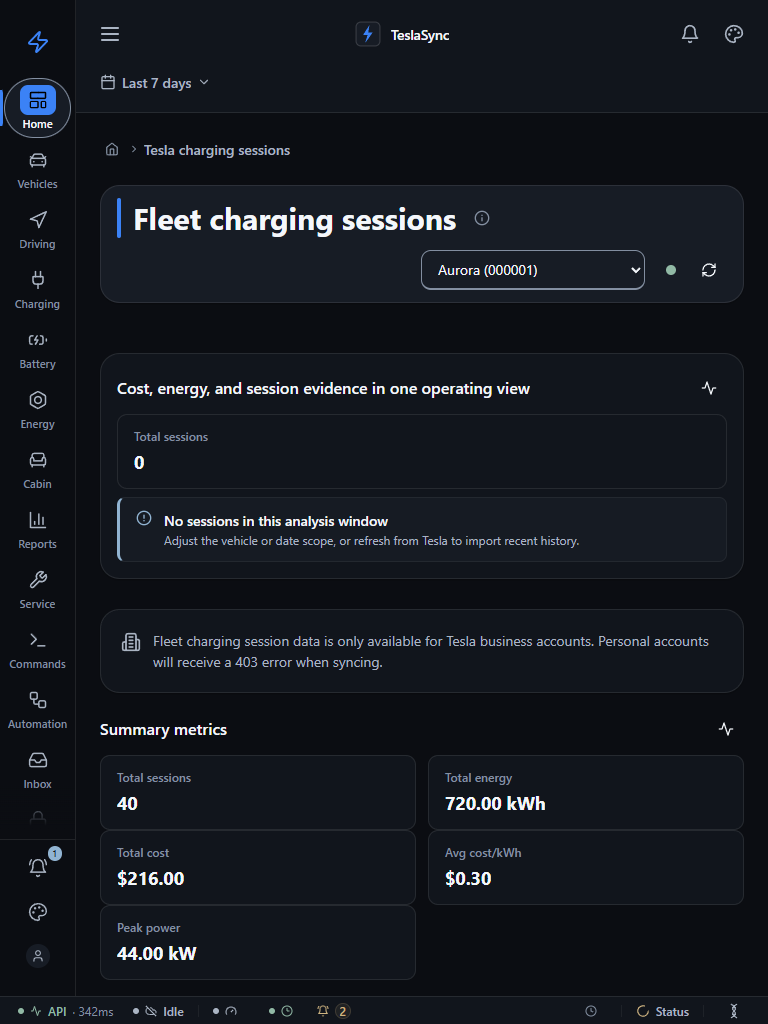 TeslaSync
Last 7 days
Home
Vehicles
Driving
Charging
Battery
Energy
Cabin
Reports
Service
Commands
Automation
Inbox
1
Tesla charging sessions
Fleet charging sessions
Aurora (000001)
Cost, energy, and session evidence in one operating view
Total sessions
0
No sessions in this analysis window
Adjust the vehicle or date scope, or refresh from Tesla to import recent history.
Fleet charging session data is only available for Tesla business accounts. Personal accounts
will receive a 403 error when syncing.
Summary metrics
Total sessions
40
Total energy
720.00 kWh
Total cost
$216.00
Avg cost/kWh
$0.30
Peak power
44.00 kW
API · 342ms
Idle
2
Status